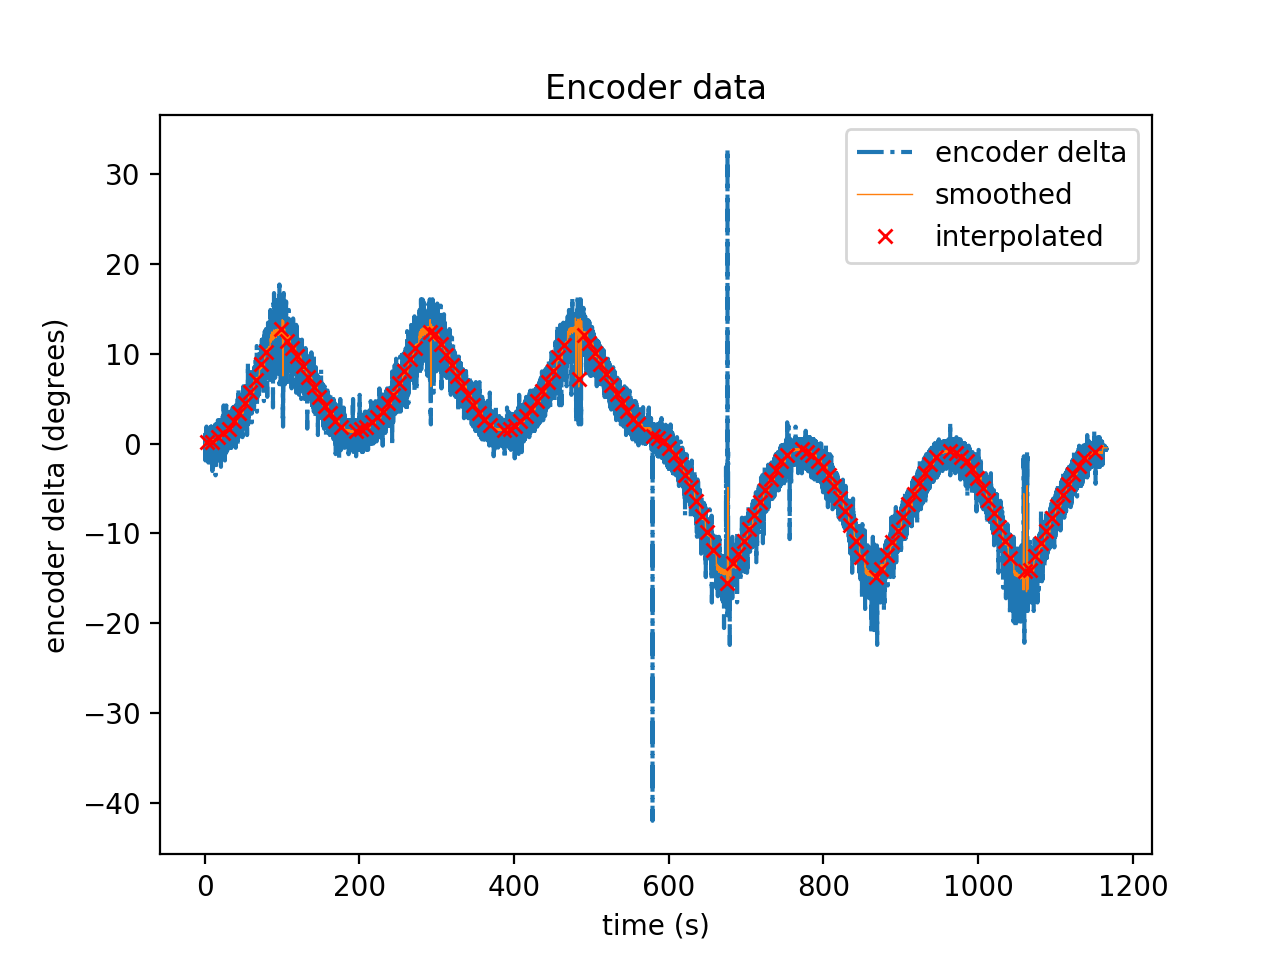 Encoder data
encoder delta
smoothed
interpolated
encoder delta (degrees)
30
20
10
0
−10
−20
−30
−40
0 200 400 600 800 1000 1200
time (s)